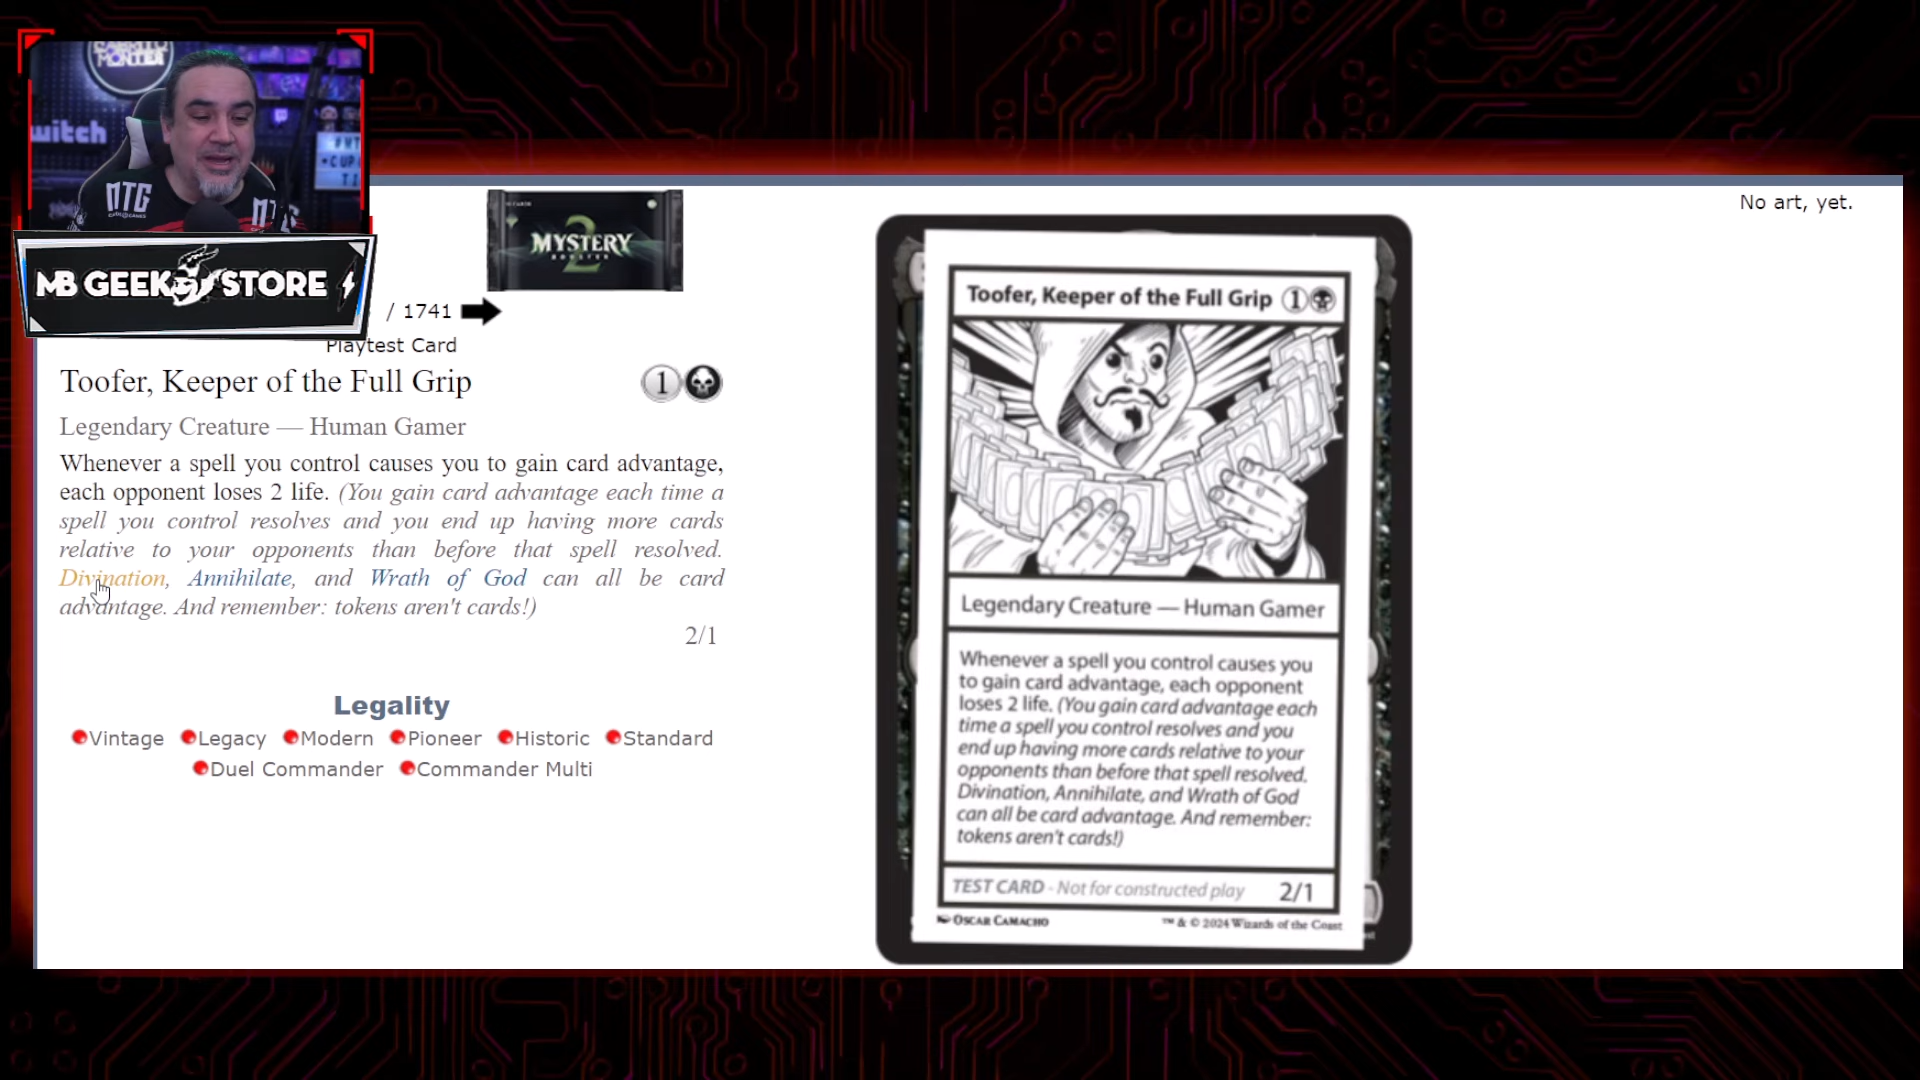 witch
MTG
MB GEEK STORE
MYSTERY
2
BOOSTER
/ 1741
Playtest Card
Toofer, Keeper of the Full Grip 1
Legendary Creature — Human Gamer
Whenever a spell you control causes you to gain card advantage,
each opponent loses 2 life. (You gain card advantage each time a
spell you control resolves and you end up having more cards
relative to your opponents than before that spell resolved.
Divination, Annihilate, and Wrath of God can all be card
advantage. And remember: tokens aren't cards!)
2/1
Legality
Vintage Legacy Modern Pioneer Historic Standard
Duel Commander Commander Multi
No art, yet.
Toofer, Keeper of the Full Grip 1
Legendary Creature — Human Gamer
Whenever a spell you control causes you
to gain card advantage, each opponent
loses 2 life. (You gain card advantage each
time a spell you control resolves and you
end up having more cards relative to your
opponents than before that spell resolved.
Divination, Annihilate, and Wrath of God
can all be card advantage. And remember:
tokens aren't cards!)
TEST CARD - Not for constructed play 2/1
OSCAR CAMACHO ™ & © 2024 Wizards of the Coast